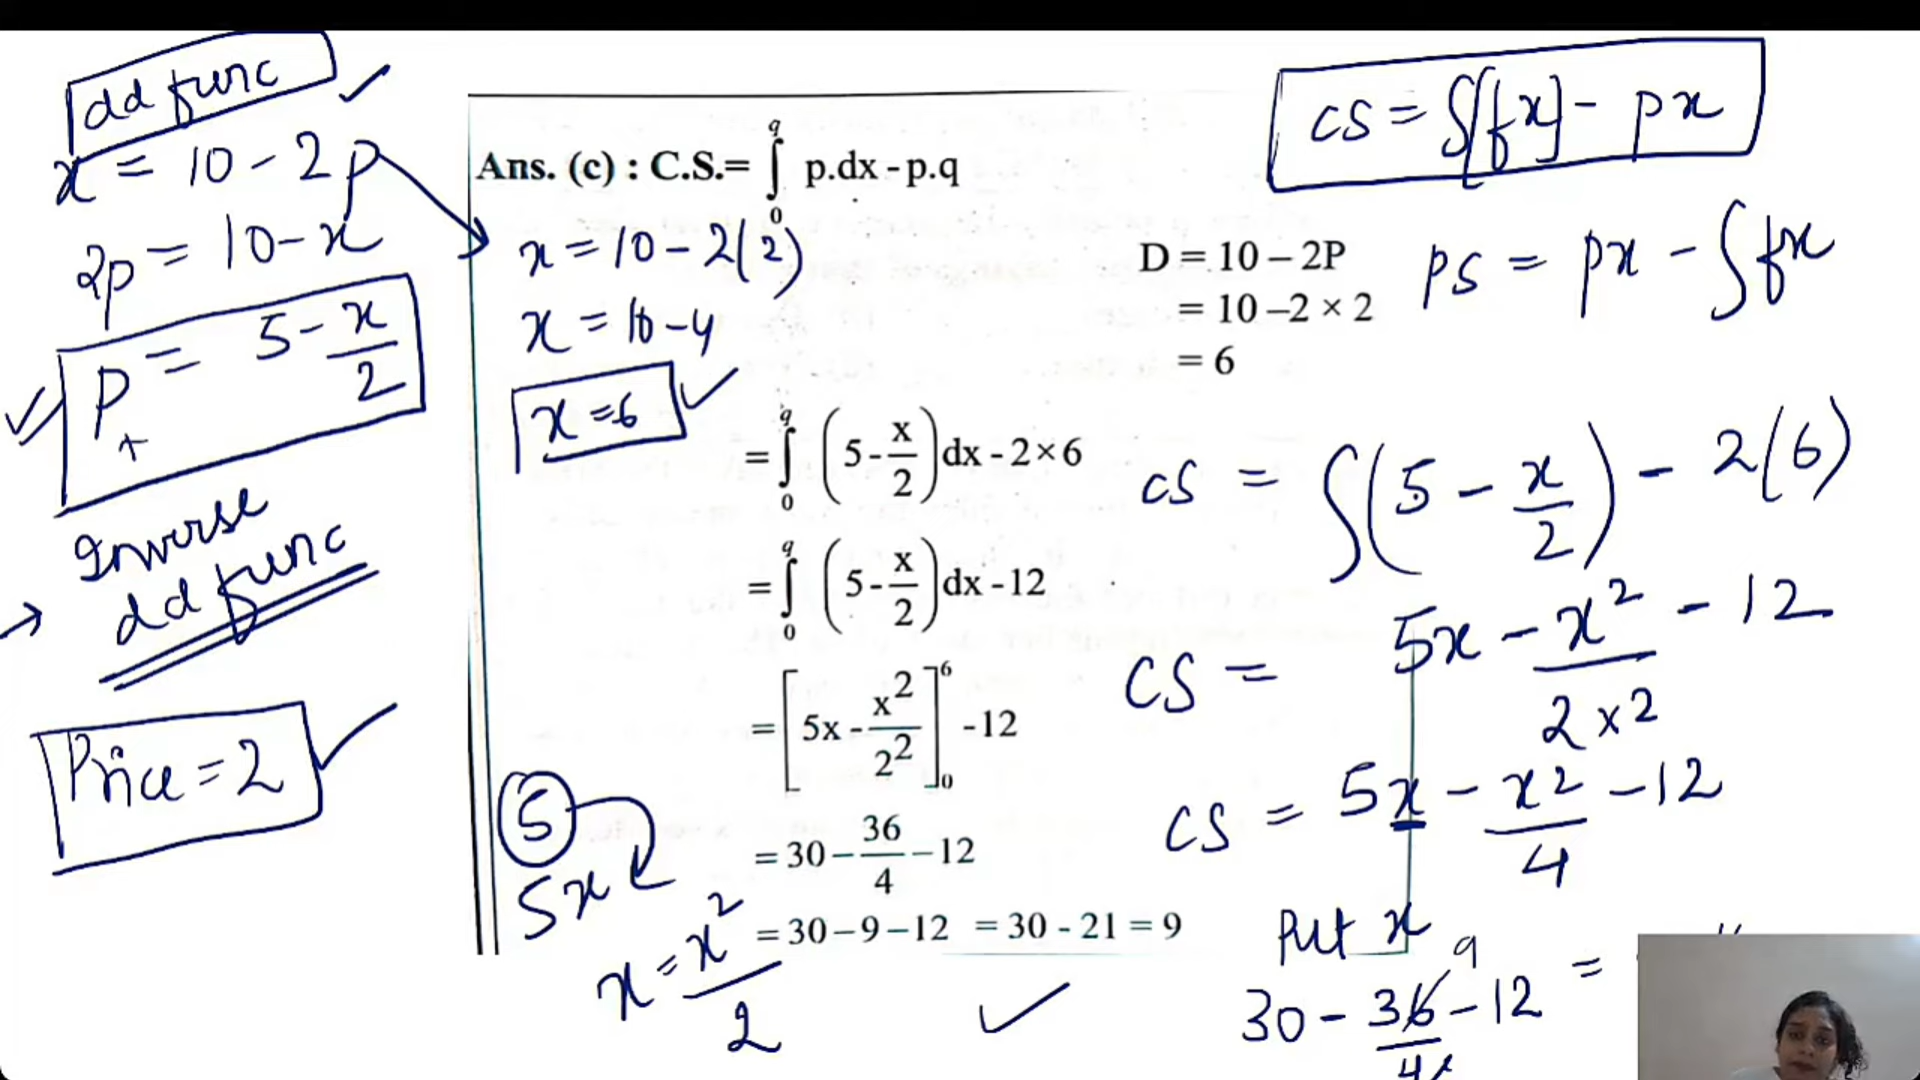 dd func
x = 10 - 2p
2p = 10 - x
p = 5 - x/2
Inverse
dd func
Price = 2
Ans. (c) : C.S.= ∫₀^q p.dx - p.q
x = 10 - 2(2)
x = 10 - 4
x = 6
D = 10 – 2P
= 10 –2 × 2
= 6
= ∫₀^q (5 - x/2) dx - 2×6
= ∫₀^q (5 - x/2) dx - 12
= [5x - x²/2²]₀⁶ - 12
= 30 – 36/4 – 12
= 30 – 9 – 12 = 30 - 21 = 9
5
5x
x = x²/2
CS = ∫[fx] - px
PS = px - ∫fx
CS = ∫(5 - x/2) - 2(6)
CS = 5x - x²/2×2 - 12
CS = 5x - x²/4 - 12
Put x
9
30 - 36/4 - 12 =